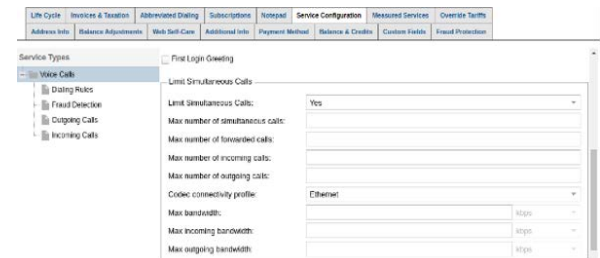 Life Cycle Invoices & Taxation Abbreviated Dialing Subscriptions Notepad Service Configuration Measured Services Override Tariffs
Address Info Balance Adjustments Web Self-Care Additional Info Payment Method Balance & Credits Custom Fields Fraud Protection
Service Types
Voice Calls
Dialing Rules
Fraud Detection
Outgoing Calls
Incoming Calls
First Login Greeting
Limit Simultaneous Calls
Limit Simultaneous Calls: Yes
Max number of simultaneous calls:
Max number of forwarded calls:
Max number of incoming calls:
Max number of outgoing calls:
Codec connectivity profile: Ethernet
Max bandwidth: kbps
Max incoming bandwidth: kbps
Max outgoing bandwidth: kbps